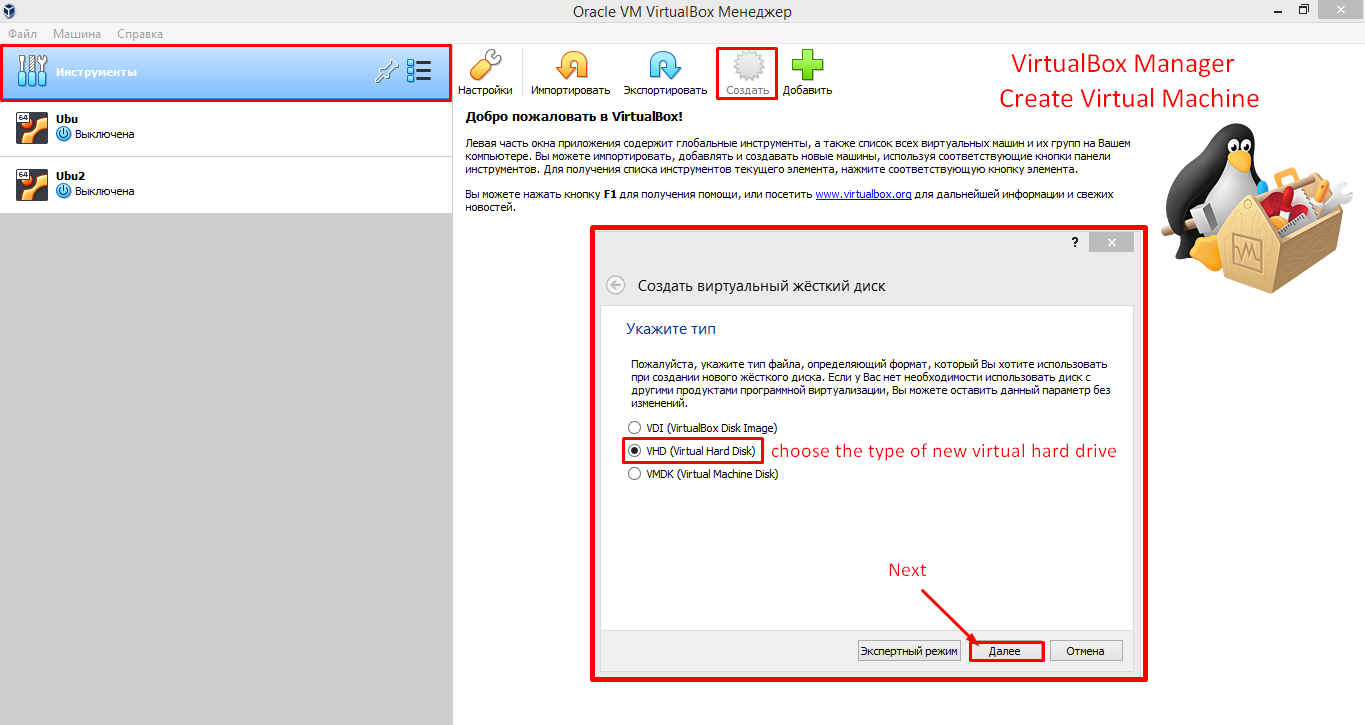 Oracle VM VirtualBox Менеджер
Файл Машина Справка
Инструменты
Настройки Импортировать Экспортировать Создать Добавить
VirtualBox Manager
Create Virtual Machine
64 Ubu
Выключена
64 Ubu2
Выключена
Добро пожаловать в VirtualBox!
Левая часть окна приложения содержит глобальные инструменты, а также список всех виртуальных машин и их групп на Вашем
компьютере. Вы можете импортировать, добавлять и создавать новые машины, используя соответствующие кнопки панели
инструментов. Для получения списка инструментов текущего элемента, нажмите соответствующую кнопку элемента.
Вы можете нажать кнопку F1 для получения помощи, или посетить www.virtualbox.org для дальнейшей информации и свежих
новостей.
?
Создать виртуальный жёсткий диск
Укажите тип
Пожалуйста, укажите тип файла, определяющий формат, который Вы хотите использовать
при создании нового жёсткого диска. Если у Вас нет необходимости использовать диск с
другими продуктами программной виртуализации, Вы можете оставить данный параметр без
изменений.
VDI (VirtualBox Disk Image)
VHD (Virtual Hard Disk) choose the type of new virtual hard drive
VMDK (Virtual Machine Disk)
Next
Экспертный режим Далее Отмена